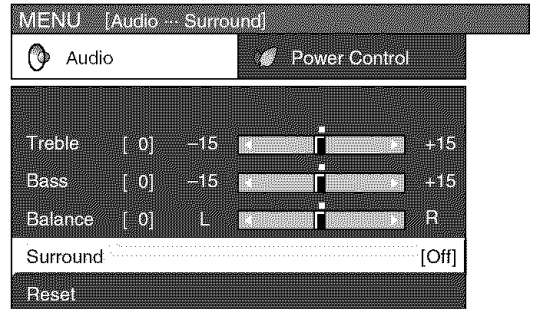 MENU [Audio ··· Surround]
Audio Power Control
Treble [ 0] –15 +15
Bass [ 0] –15 +15
Balance [ 0] L R
Surround [Off]
Reset